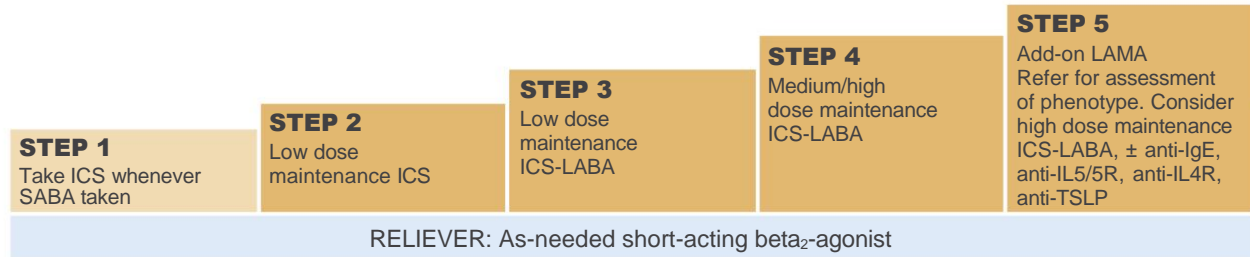 STEP 1
Take ICS whenever
SABA taken
STEP 2
Low dose
maintenance ICS
STEP 3
Low dose
maintenance
ICS-LABA
STEP 4
Medium/high
dose maintenance
ICS-LABA
STEP 5
Add-on LAMA
Refer for assessment
of phenotype. Consider
high dose maintenance
ICS-LABA, ± anti-IgE,
anti-IL5/5R, anti-IL4R,
anti-TSLP
RELIEVER: As-needed short-acting beta₂-agonist